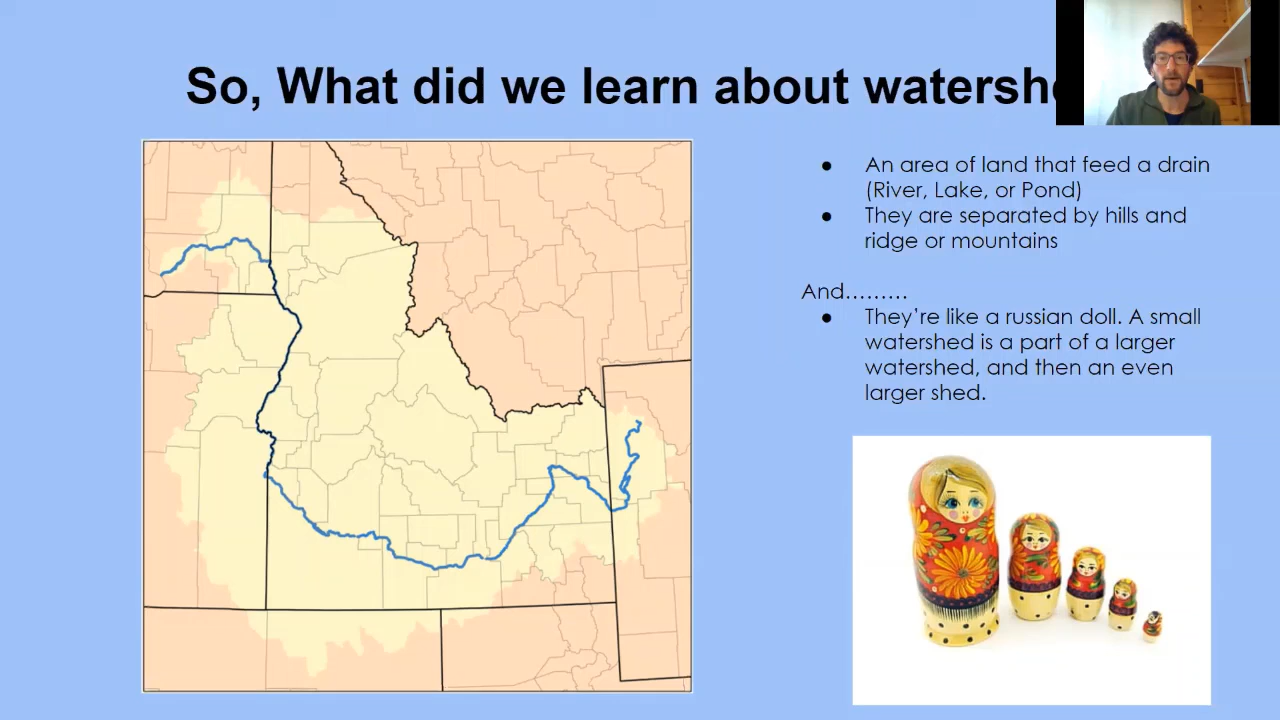 So, What did we learn about watershe
An area of land that feed a drain
(River, Lake, or Pond)
They are separated by hills and
ridge or mountains
And.........
They're like a russian doll. A small
watershed is a part of a larger
watershed, and then an even
larger shed.